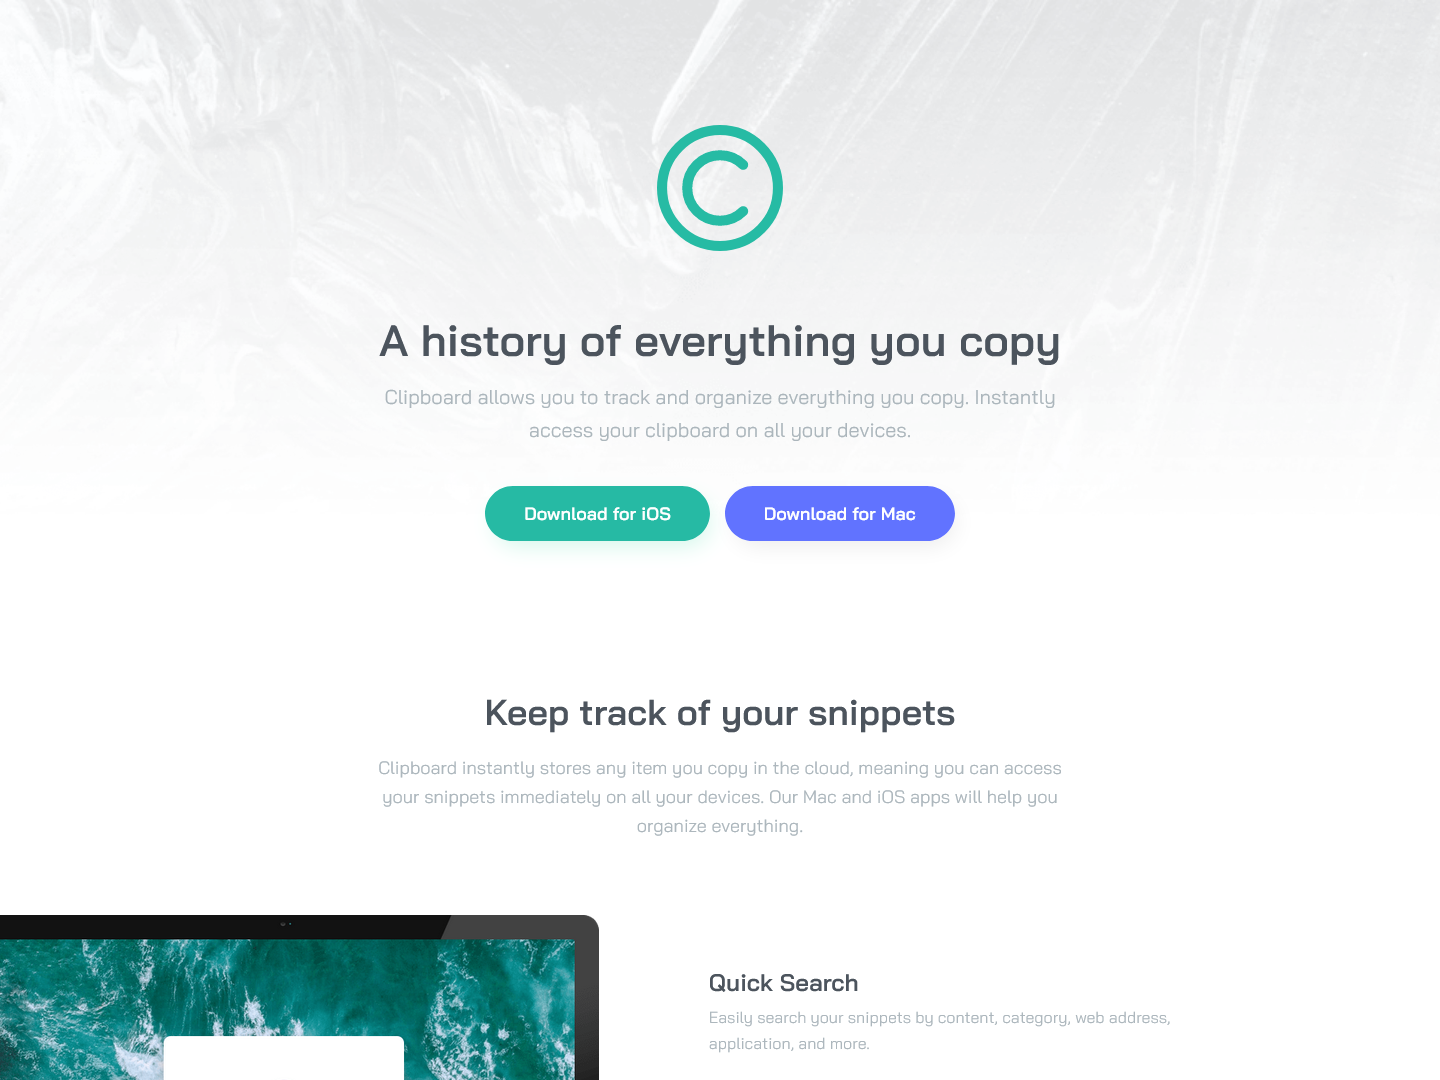 A history of everything you copy
Clipboard allows you to track and organize everything you copy. Instantly
access your clipboard on all your devices.
Download for iOS
Download for Mac
Keep track of your snippets
Clipboard instantly stores any item you copy in the cloud, meaning you can access
your snippets immediately on all your devices. Our Mac and iOS apps will help you
organize everything.
Quick Search
Easily search your snippets by content, category, web address,
application, and more.